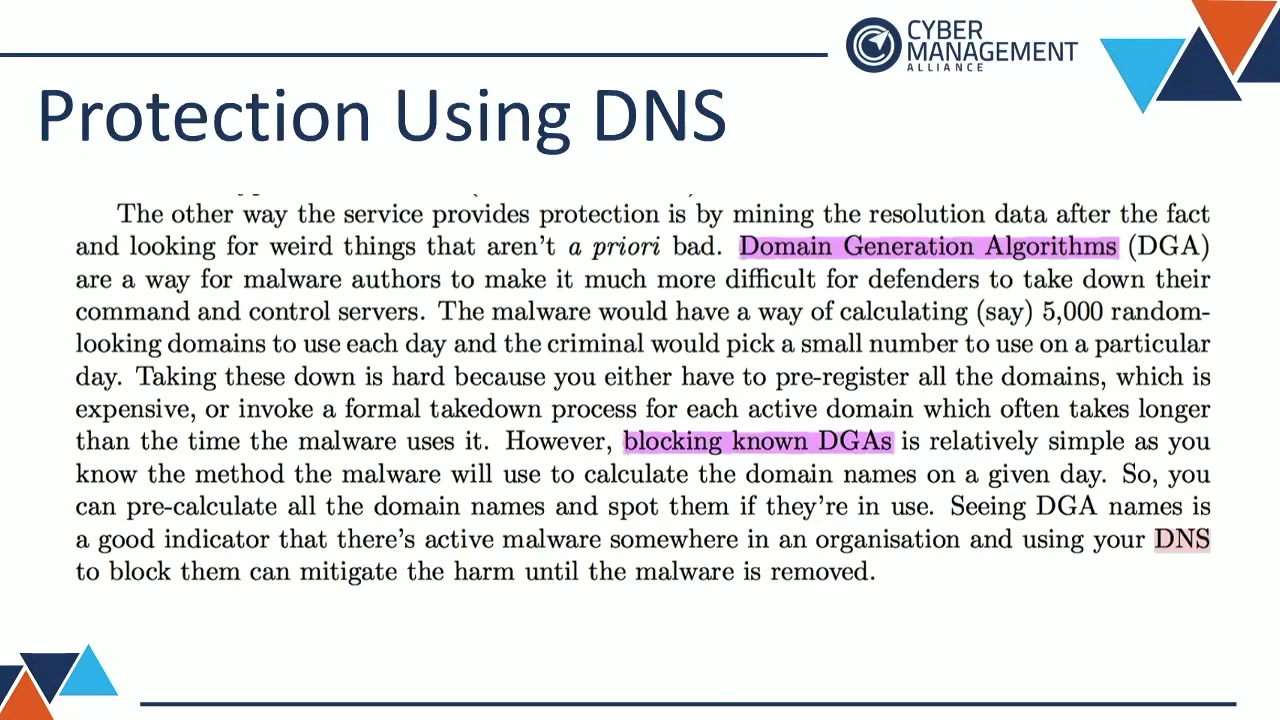 CYBER
MANAGEMENT
ALLIANCE
Protection Using DNS
The other way the service provides protection is by mining the resolution data after the fact
and looking for weird things that aren't a priori bad. Domain Generation Algorithms (DGA)
are a way for malware authors to make it much more difficult for defenders to take down their
command and control servers. The malware would have a way of calculating (say) 5,000 random-
looking domains to use each day and the criminal would pick a small number to use on a particular
day. Taking these down is hard because you either have to pre-register all the domains, which is
expensive, or invoke a formal takedown process for each active domain which often takes longer
than the time the malware uses it. However, blocking known DGAs is relatively simple as you
know the method the malware will use to calculate the domain names on a given day. So, you
can pre-calculate all the domain names and spot them if they're in use. Seeing DGA names is
a good indicator that there's active malware somewhere in an organisation and using your DNS
to block them can mitigate the harm until the malware is removed.